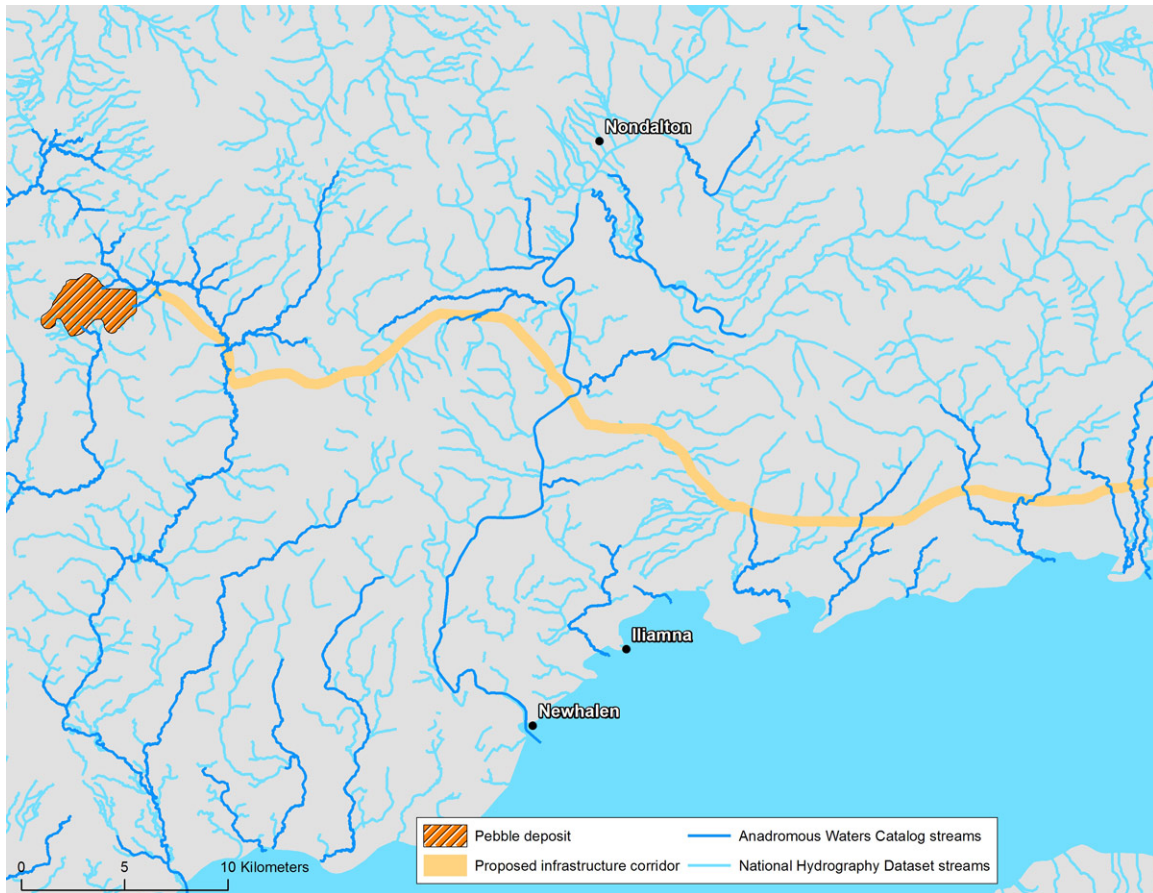 Nondalton
Iliamna
Newhalen
Pebble deposit
Proposed infrastructure corridor
Anadromous Waters Catalog streams
National Hydrography Dataset streams
0 5 10 Kilometers